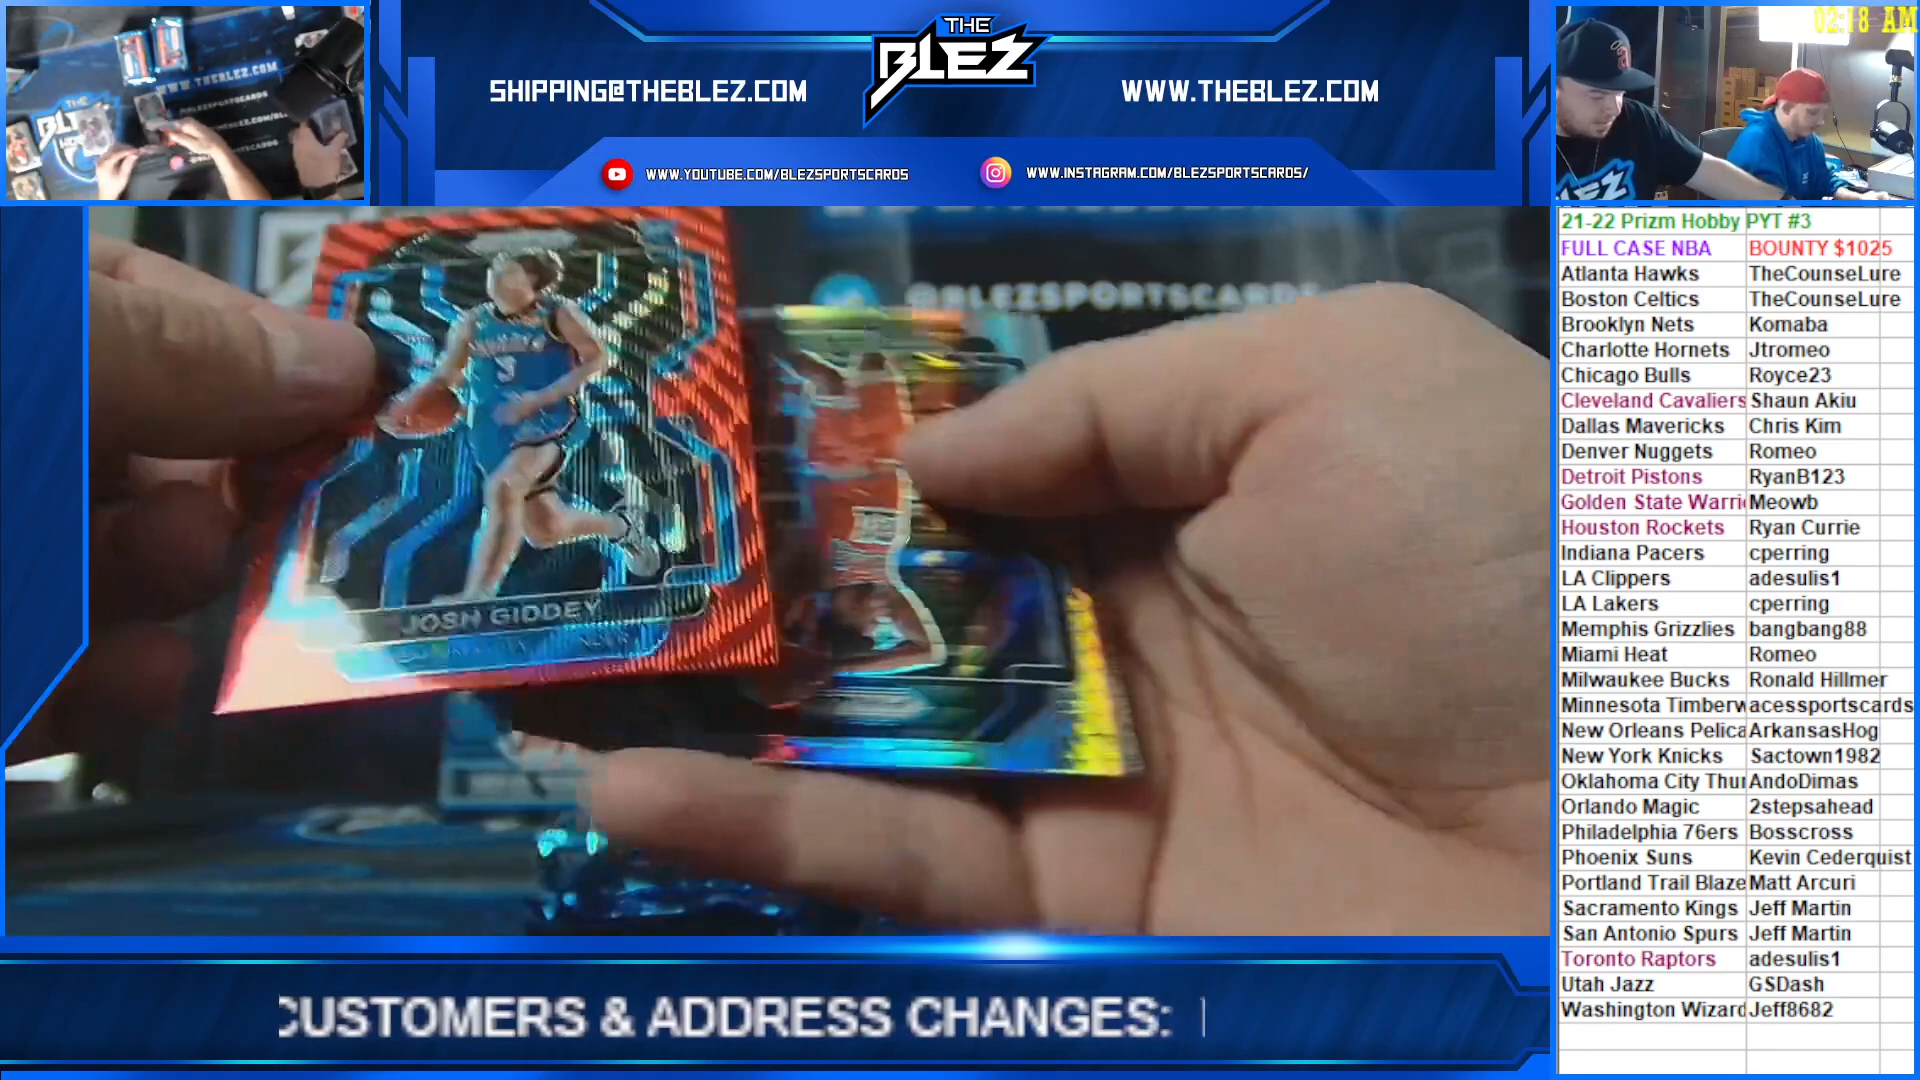 THE
BLEZ
SHIPPING@THEBLEZ.COM
WWW.THEBLEZ.COM
WWW.YOUTUBE.COM/BLEZSPORTSCARDS
WWW.INSTAGRAM.COM/BLEZSPORTSCARDS/
02:18 AM
WWW.THEBLEZ.COM
@BLEZSPORTSCARDS
JOSH GIDDEY
21-22 Prizm Hobby PYT #3
FULL CASE NBA BOUNTY $1025
Atlanta Hawks TheCounseLure
Boston Celtics TheCounseLure
Brooklyn Nets Komaba
Charlotte Hornets Jtromeo
Chicago Bulls Royce23
Cleveland Cavaliers Shaun Akiu
Dallas Mavericks Chris Kim
Denver Nuggets Romeo
Detroit Pistons RyanB123
Golden State Warri Meowb
Houston Rockets Ryan Currie
Indiana Pacers cperring
LA Clippers adesulis1
LA Lakers cperring
Memphis Grizzlies bangbang88
Miami Heat Romeo
Milwaukee Bucks Ronald Hillmer
Minnesota Timberw acessportscards
New Orleans Pelica ArkansasHog
New York Knicks Sactown1982
Oklahoma City Thu AndoDimas
Orlando Magic 2stepsahead
Philadelphia 76ers Bosscross
Phoenix Suns Kevin Cederquist
Portland Trail Blaze Matt Arcuri
Sacramento Kings Jeff Martin
San Antonio Spurs Jeff Martin
Toronto Raptors adesulis1
Utah Jazz GSDash
Washington Wizard Jeff8682
CUSTOMERS & ADDRESS CHANGES: